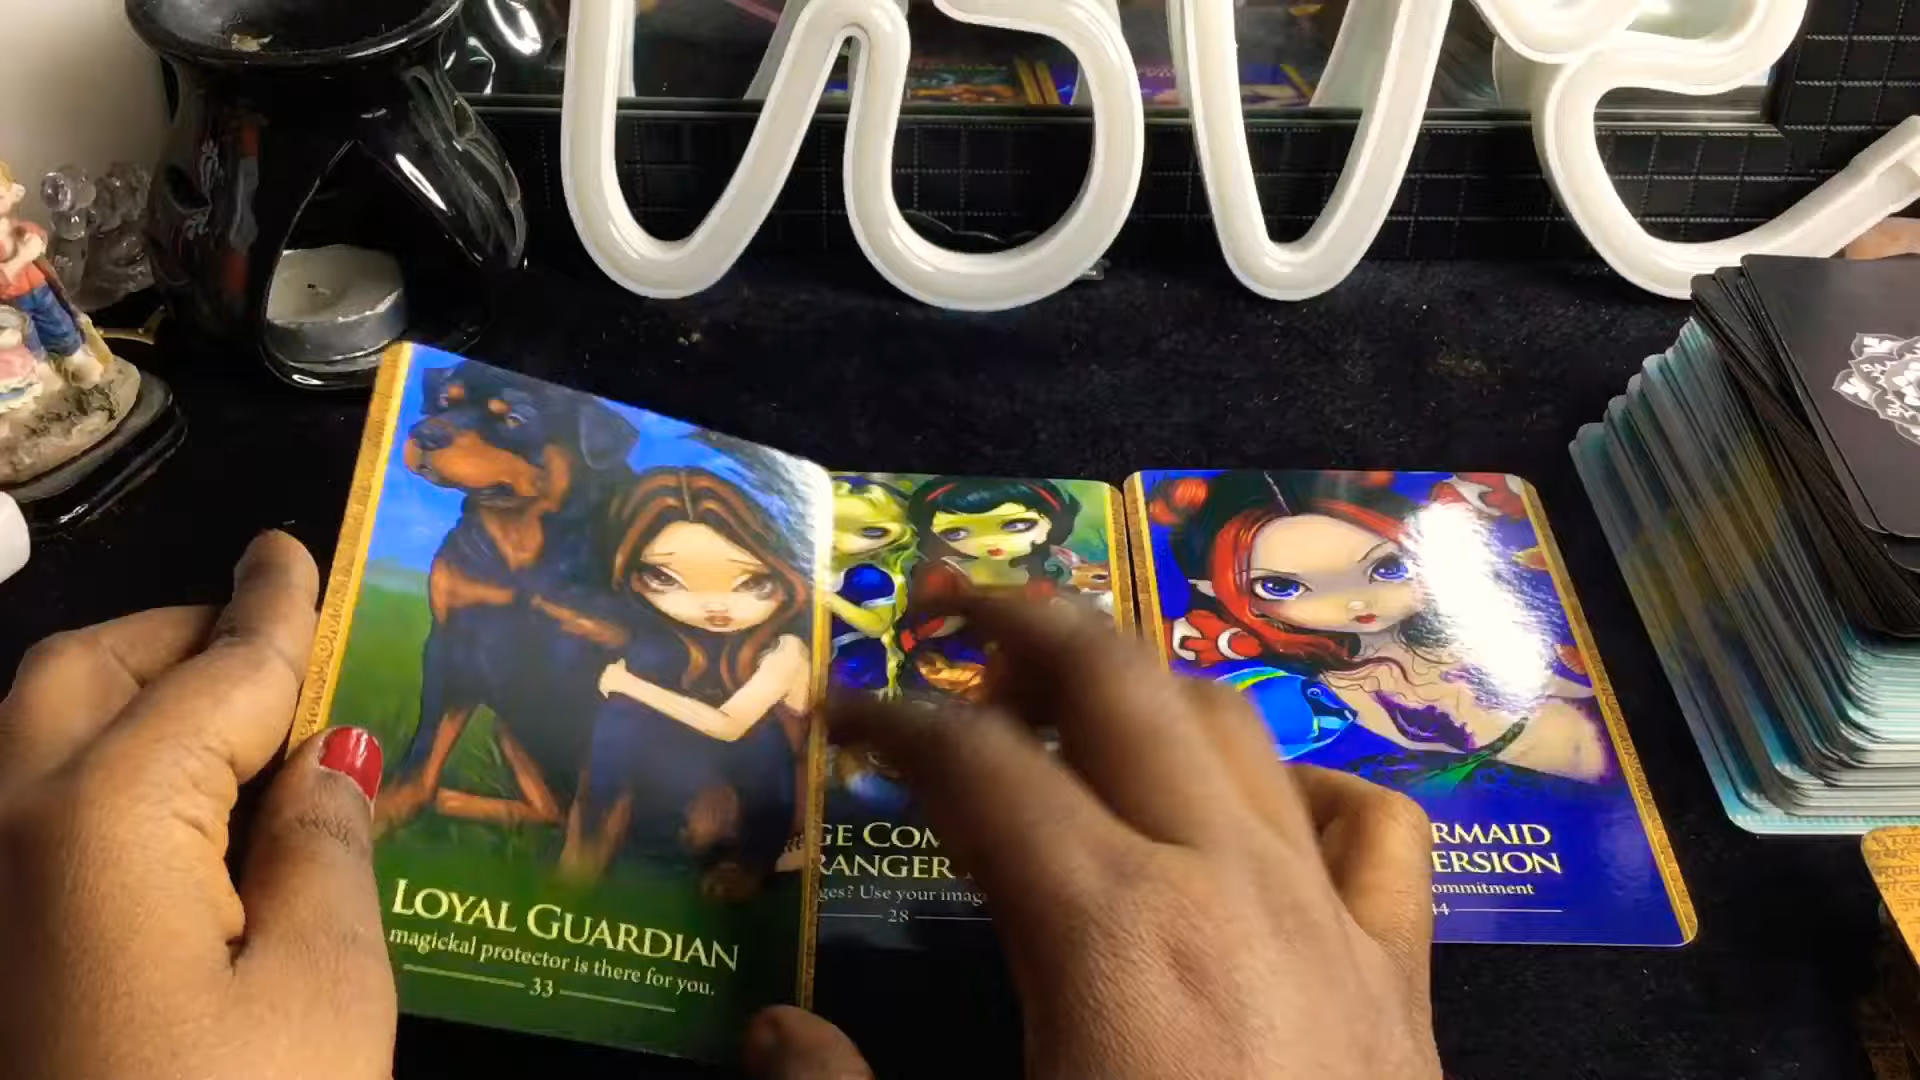 LOYAL GUARDIAN
magickal protector is there for you.
33
GE COM
RANGER
ges? Use your imag
28
RMAID
ERSION
ommitment
44